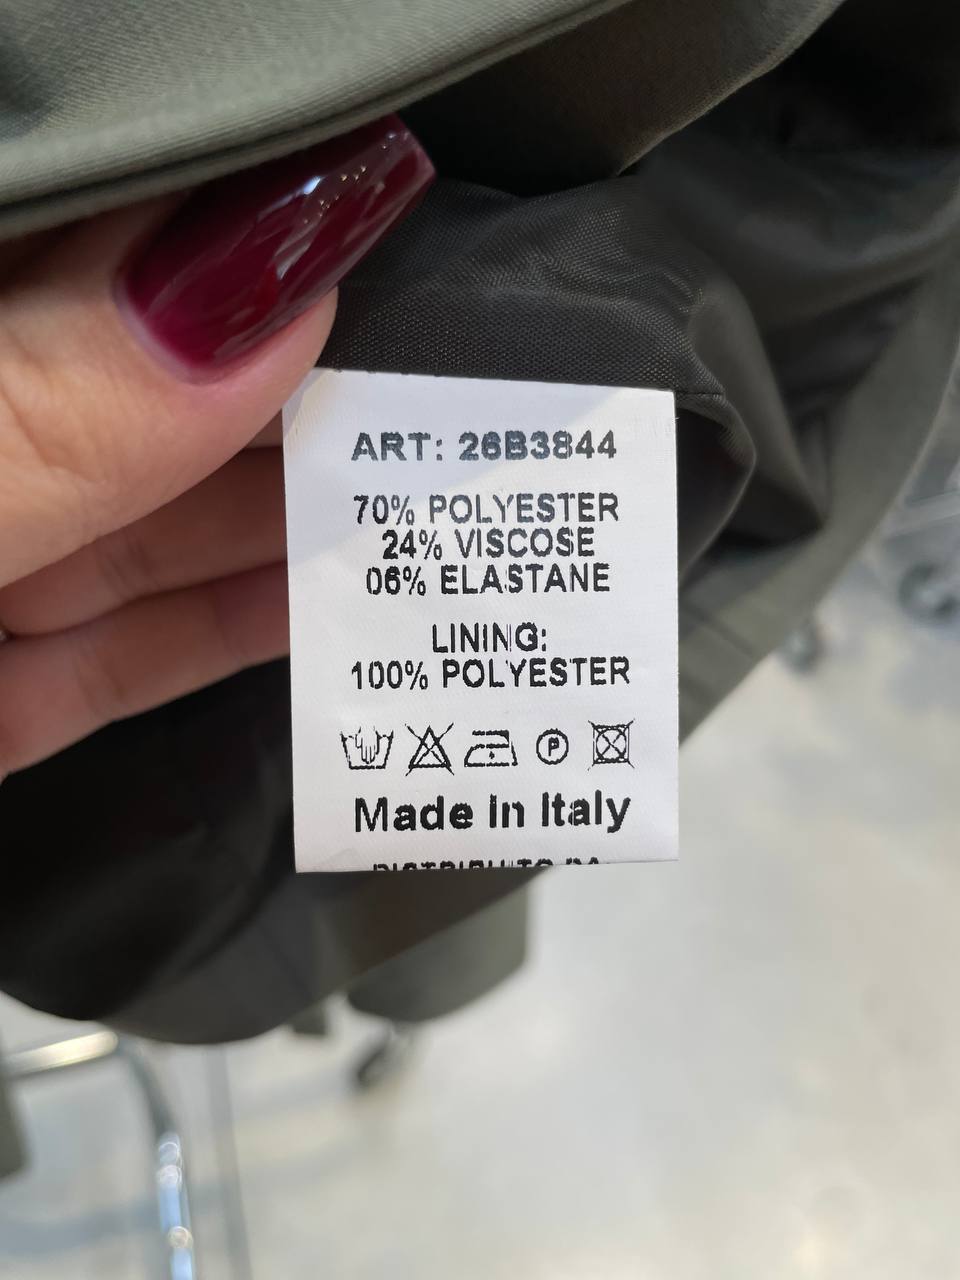 ART: 26B3844
70% POLYESTER
24% VISCOSE
06% ELASTANE
LINING:
100% POLYESTER
P
Made In Italy